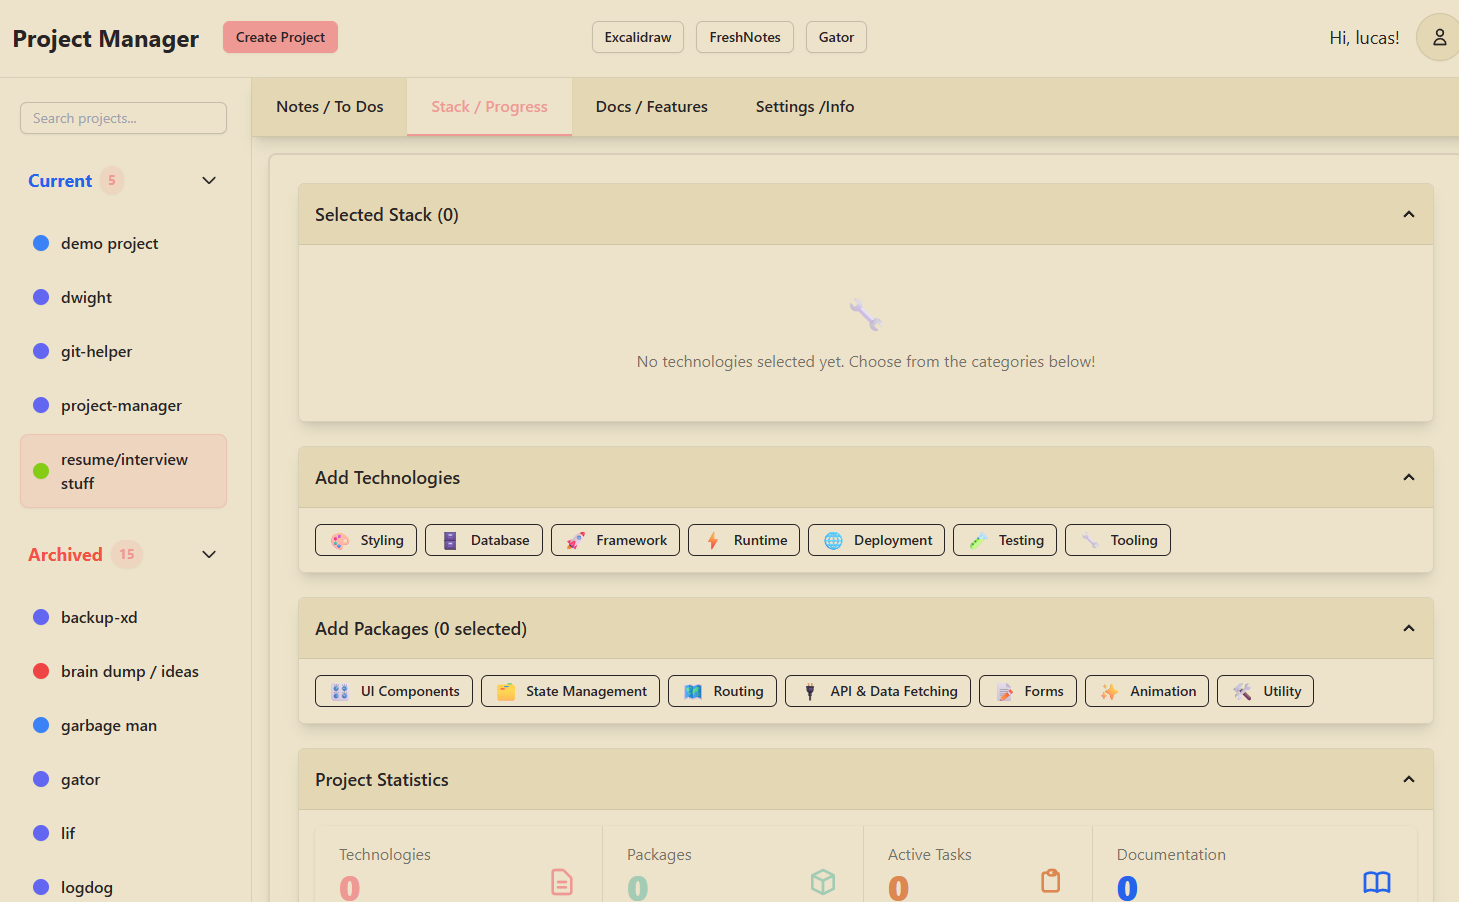 Project Manager
Create Project
Excalidraw
FreshNotes
Gator
Hi, lucas!
Search projects...
Current 5
demo project
dwight
git-helper
project-manager
resume/interview
stuff
Archived 15
backup-xd
brain dump / ideas
garbage man
gator
lif
logdog
Notes / To Dos
Stack / Progress
Docs / Features
Settings /Info
Selected Stack (0)
No technologies selected yet. Choose from the categories below!
Add Technologies
Styling
Database
Framework
Runtime
Deployment
Testing
Tooling
Add Packages (0 selected)
UI Components
State Management
Routing
API & Data Fetching
Forms
Animation
Utility
Project Statistics
Technologies
0
Packages
0
Active Tasks
0
Documentation
0